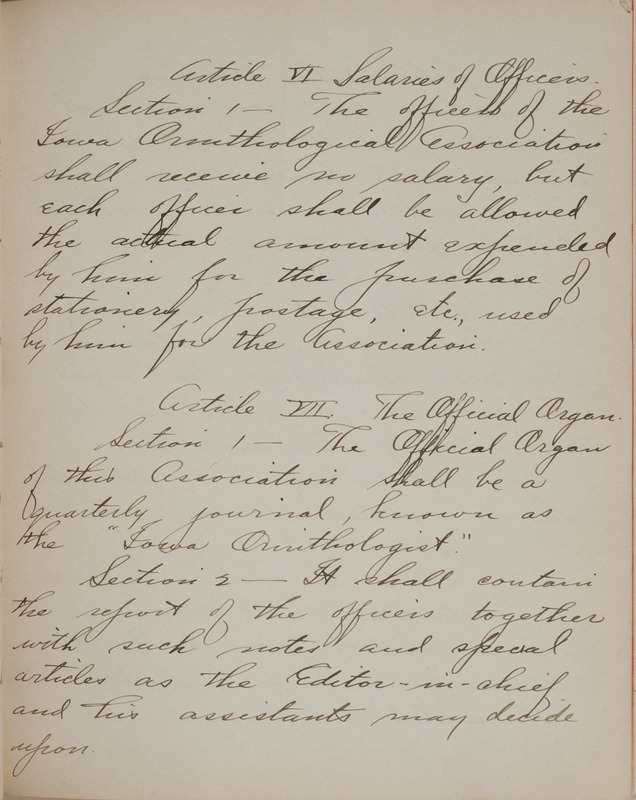 Article VI Salaries of Officers.
Section 1 — The officers of the
Iowa Ornithological Association
shall receive no salary, but
each officer shall be allowed
the actual amount expended
by him for the purchase of
stationery, postage, etc., used
by him for the Association.
Article VII. The Official Organ.
Section 1 — The Official Organ
of this Association shall be a
quarterly journal, known as
the "Iowa Ornithologist."
Section 2 — It shall contain
the report of the officers together
with such notes and special
articles as the Editor-in-chief
and his assistants may decide
upon.